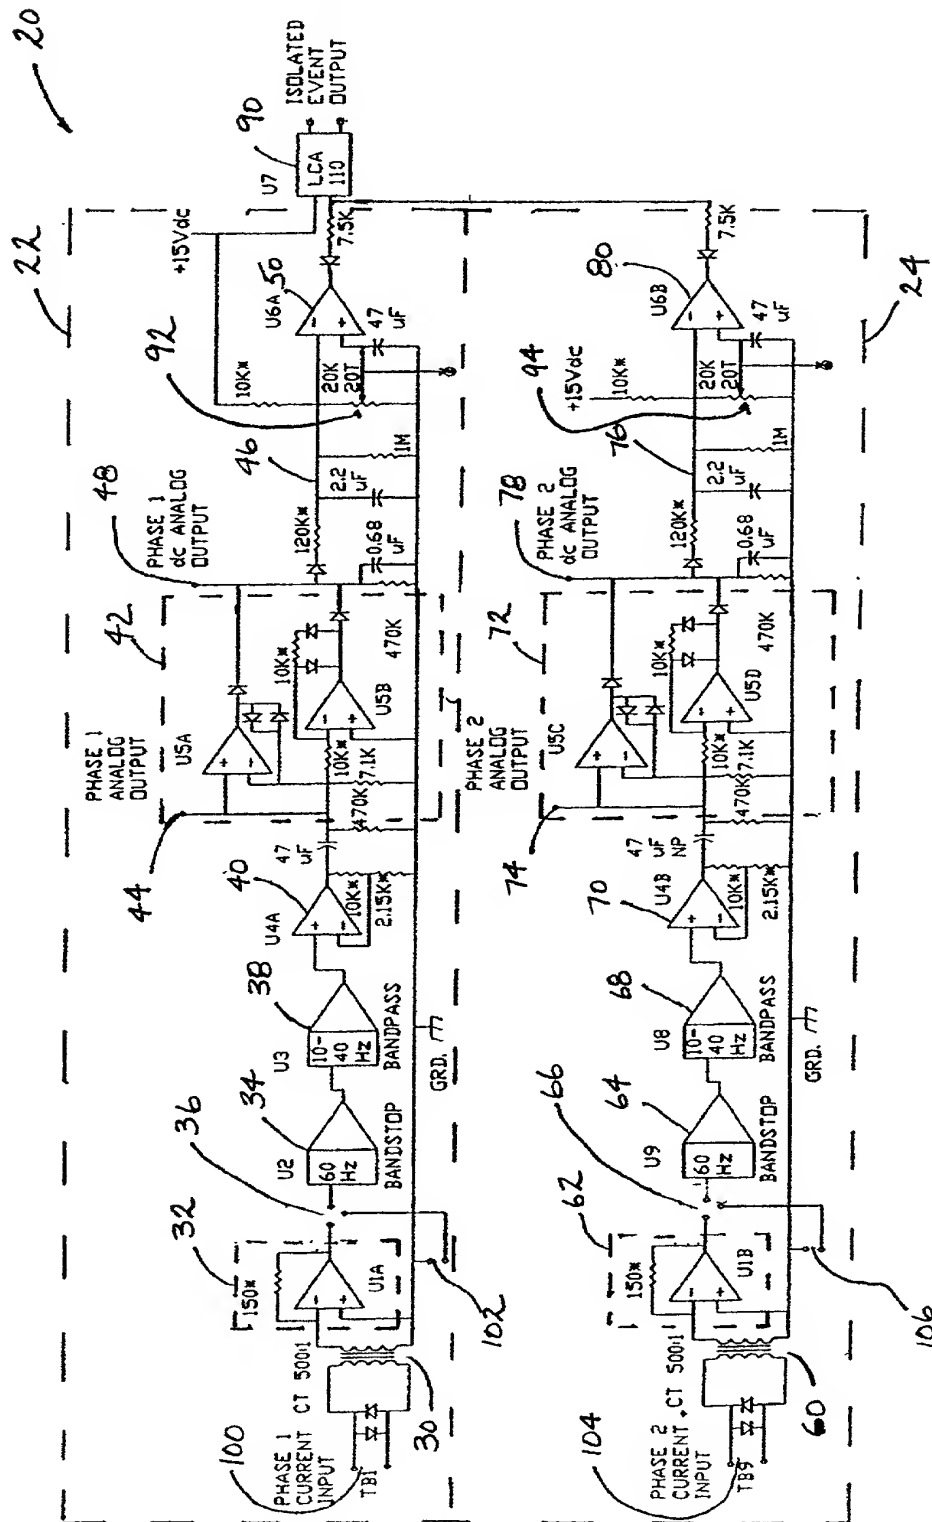 20
22
24
PHASE 1
CURRENT
INPUT
100
TB1
CT 500:1
30
32
150*
-
+
U1A
102
36
34
U2
60
Hz
BANDSTOP
38
U3
10-
40
Hz
BANDPASS
GRD.
40
U4A
+
-
10K*
2.15K*
47
uF
44
PHASE 1
ANALOG
OUTPUT
42
470K
U5A
+
-
7.1K
10K*
-
+
U5B
10K*
470K
48
PHASE 1
dc ANALOG
OUTPUT
0.68
uF
120K*
46
2.2
uF
1M
92
10K*
20K
20T
47
uF
U6A
50
-
+
+15Vdc
7.5K
U7
LCA
110
90
ISOLATED
EVENT
OUTPUT
PHASE 2
CURRENT
INPUT
104
TB9
CT 500:1
60
62
150*
-
+
U1B
106
66
64
U9
60
Hz
BANDSTOP
68
U8
10-
40
Hz
BANDPASS
GRD.
70
U4B
+
-
10K*
2.15K*
47
uF
NP
74
PHASE 2
ANALOG
OUTPUT
72
470K
U5C
+
-
7.1K
10K*
-
+
U5D
10K*
470K
78
PHASE 2
dc ANALOG
OUTPUT
0.68
uF
120K*
76
2.2
uF
1M
94
+15Vdc
10K*
20K
20T
47
uF
U6B
80
-
+
7.5K